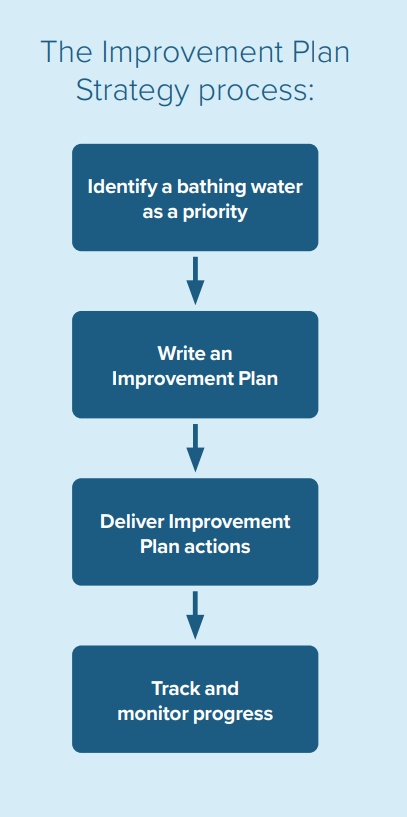 The Improvement Plan
Strategy process:
Identify a bathing water
as a priority
Write an
Improvement Plan
Deliver Improvement
Plan actions
Track and
monitor progress